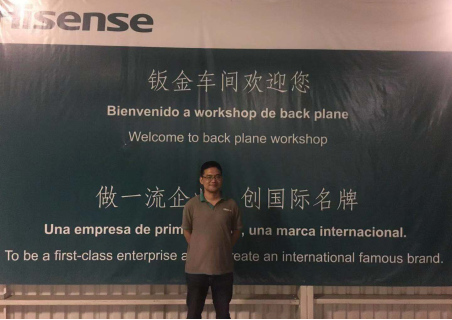 Hisense
钣金车间欢迎您
Bienvenido a workshop de back plane
Welcome to back plane workshop
做一流企 创国际名牌
Una empresa de prim , una marca internacional.
To be a first-class enterprise a eate an international famous brand.